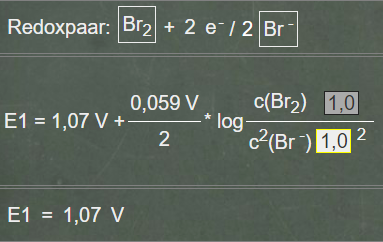 Redoxpaar: Br₂ + 2 e⁻ / 2 Br⁻
E1 = 1,07 V + 0,059 V / 2 * log c(Br₂) 1,0 / c²(Br⁻) 1,0 ²
E1 = 1,07 V